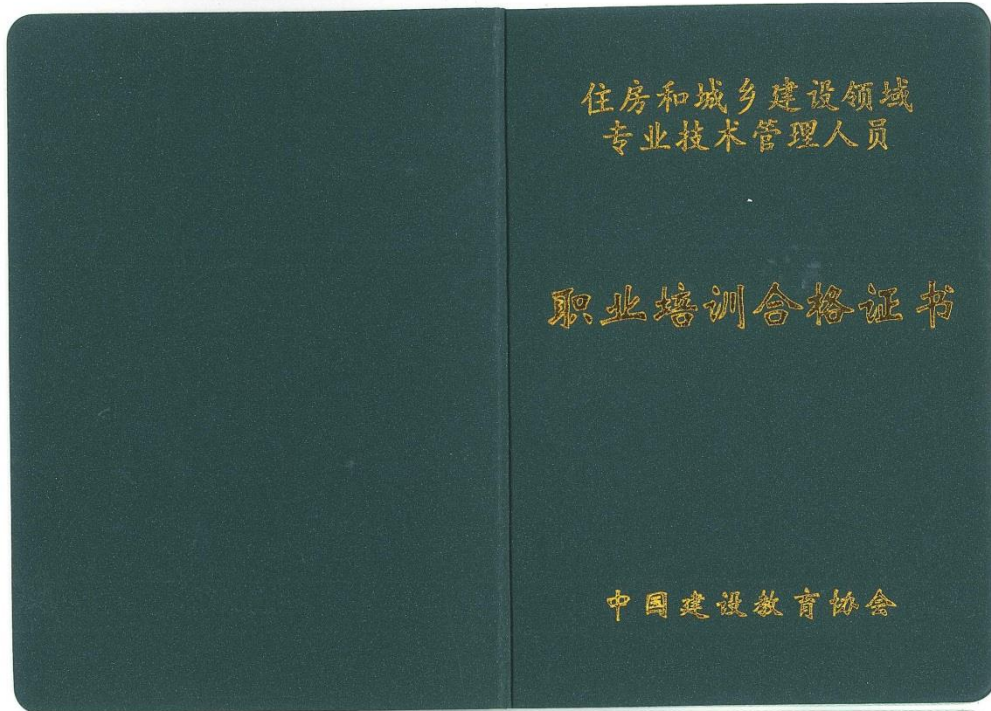 住房和城乡建设领域
专业技术管理人员
职业培训合格证书
中国建设教育协会